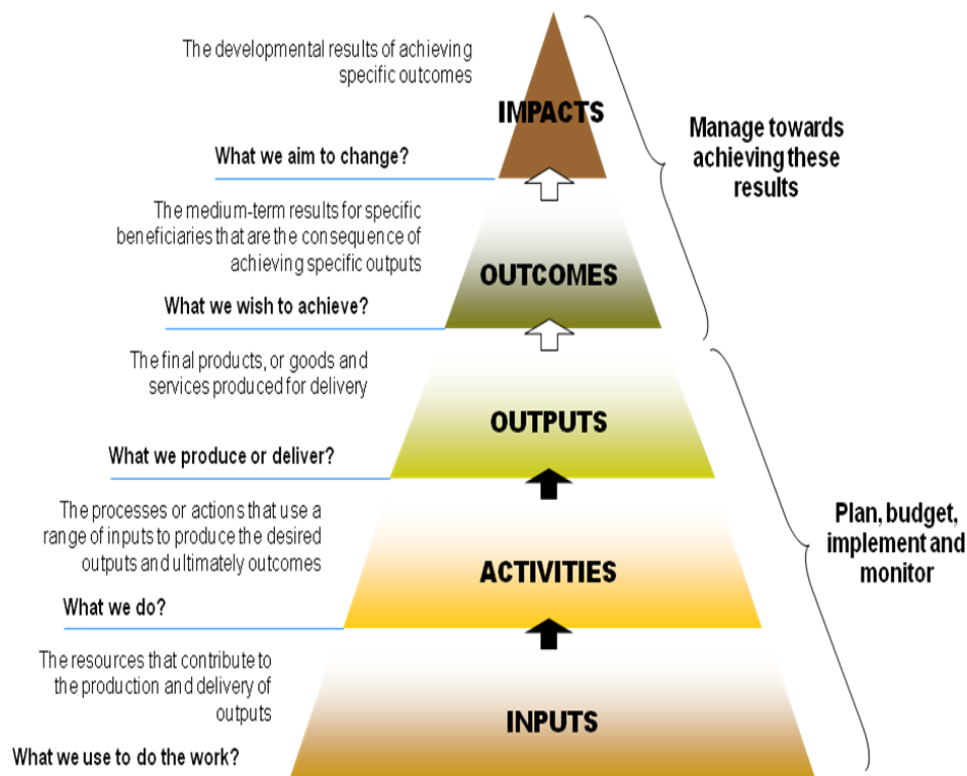 The developmental results of achieving
specific outcomes
IMPACTS
What we aim to change?
Manage towards
achieving these
results
The medium-term results for specific
beneficiaries that are the consequence of
achieving specific outputs
OUTCOMES
What we wish to achieve?
The final products, or goods and
services produced for delivery
OUTPUTS
What we produce or deliver?
The processes or actions that use a
range of inputs to produce the desired
outputs and ultimately outcomes
ACTIVITIES
What we do?
Plan, budget,
implement and
monitor
The resources that contribute to
the production and delivery of
outputs
INPUTS
What we use to do the work?